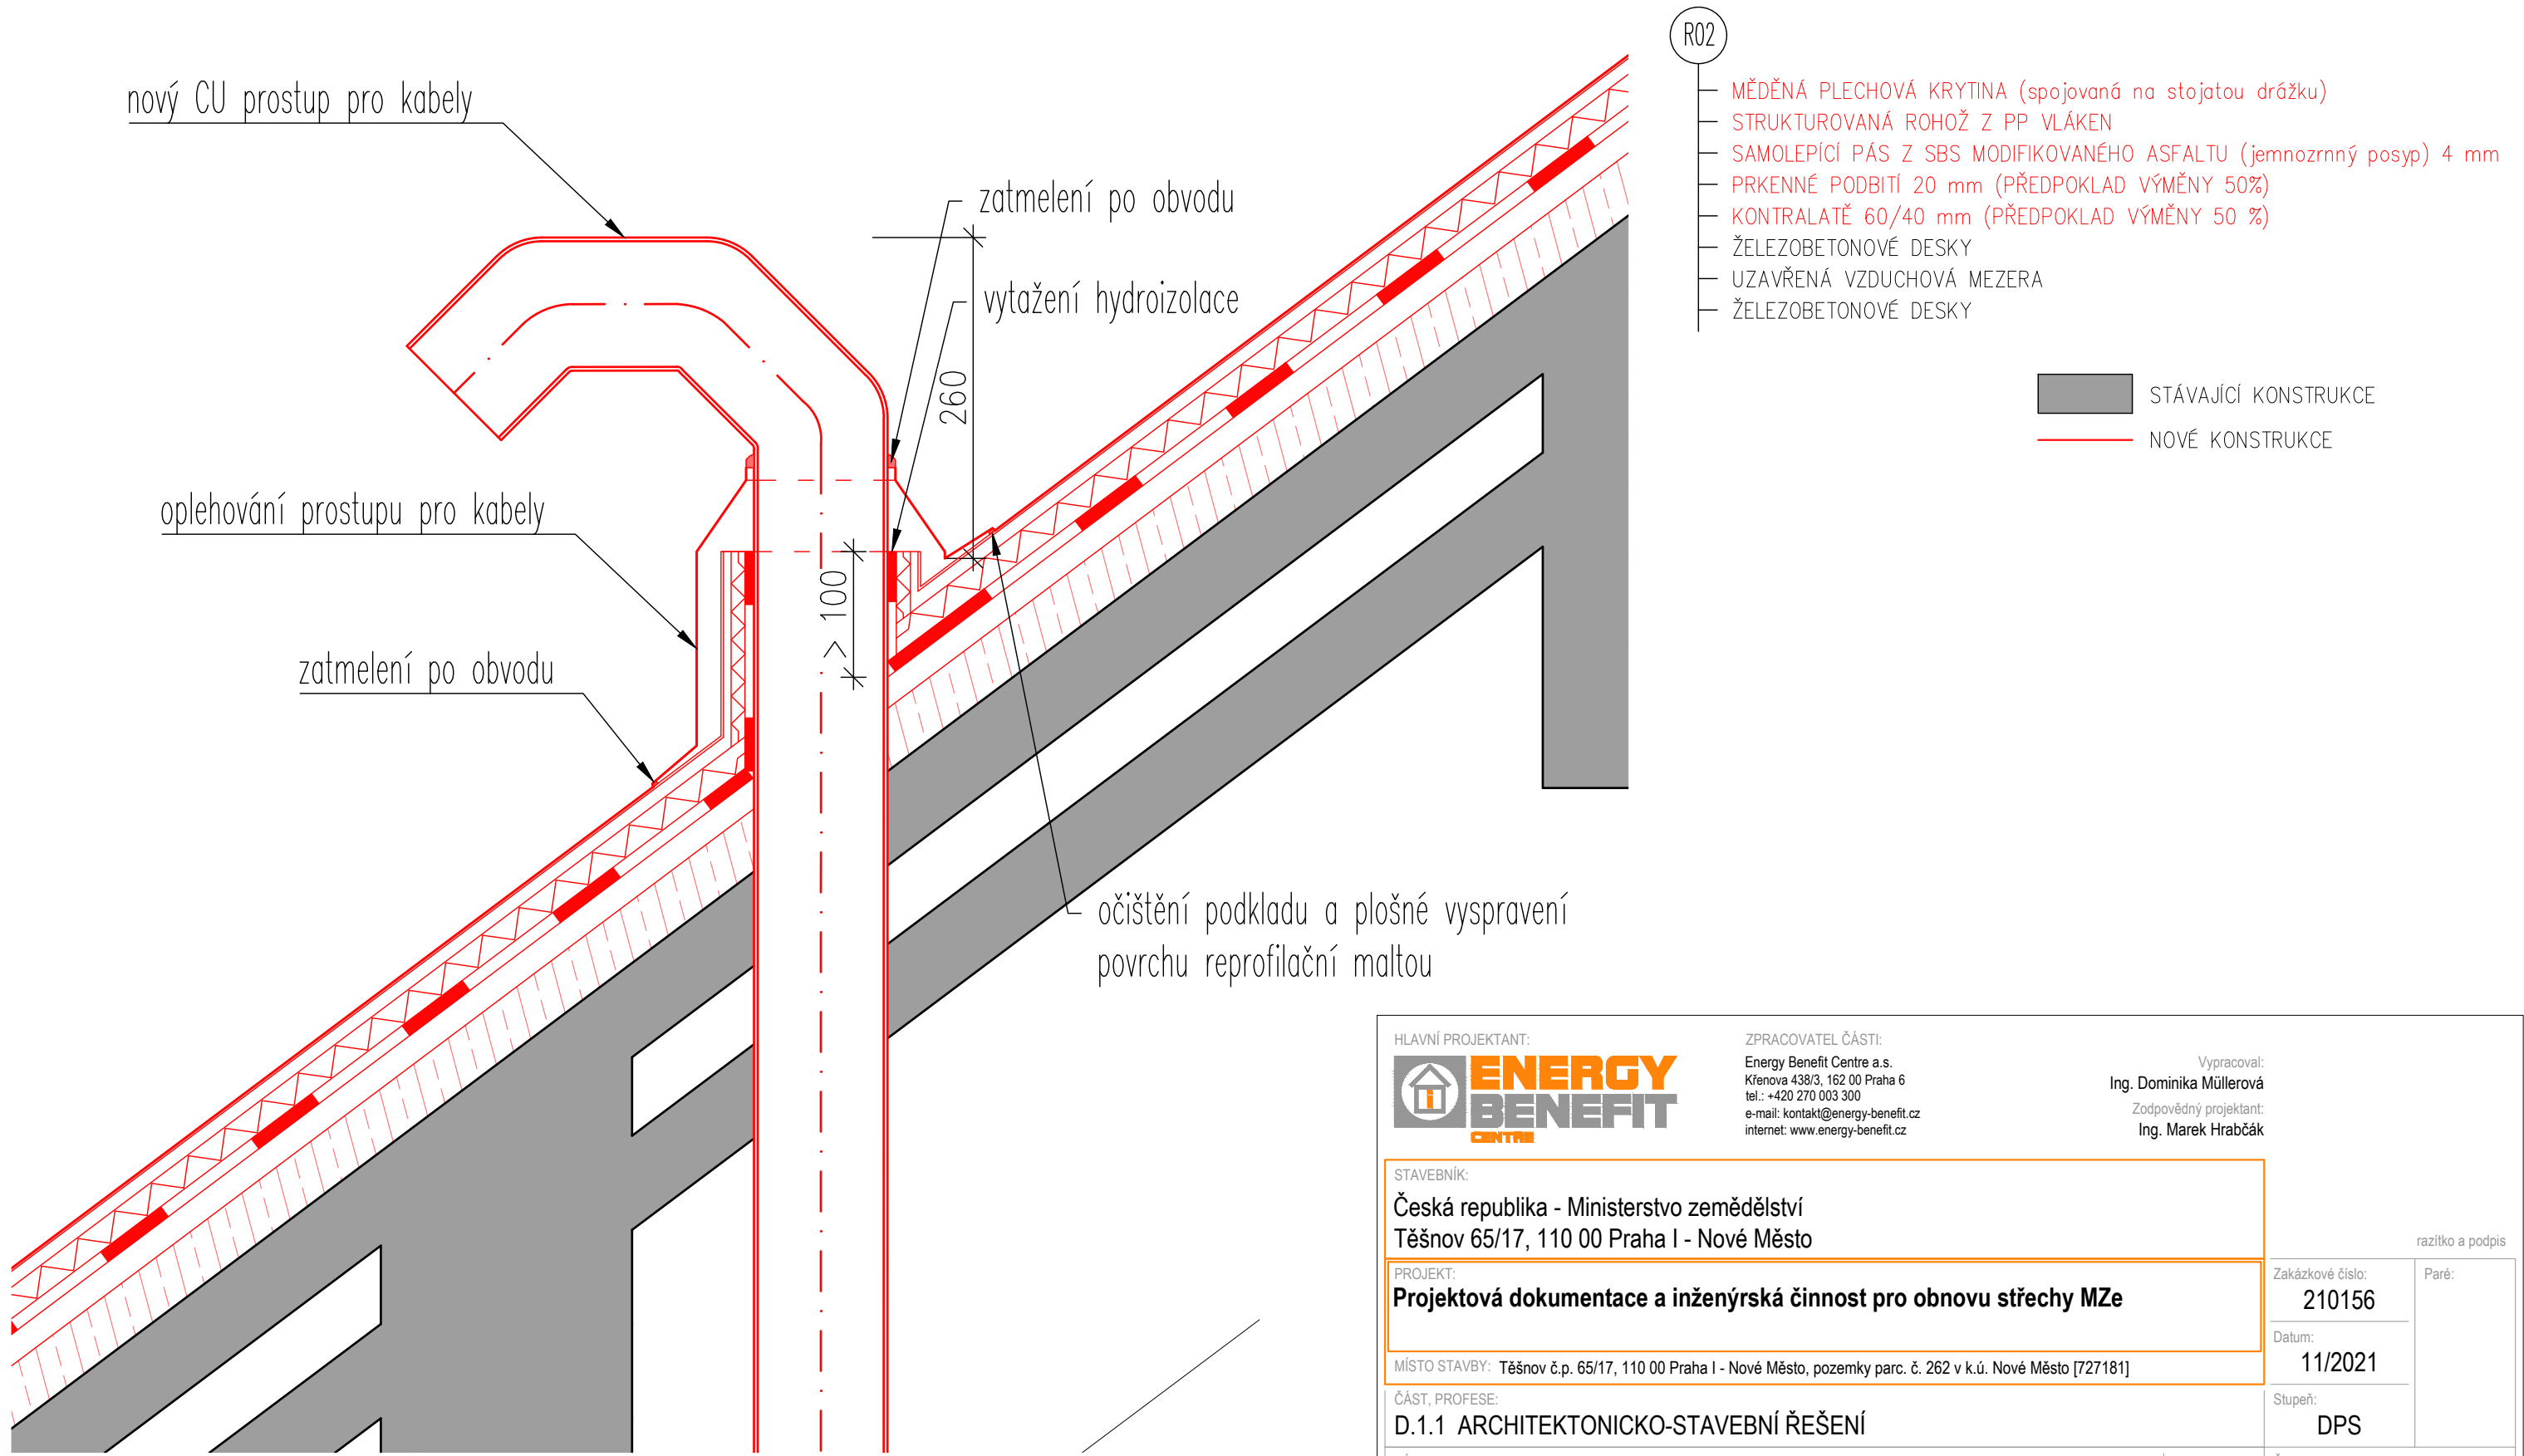 nový CU prostup pro kabely
zatmelení po obvodu
vytažení hydroizolace
260
oplehování prostupu pro kabely
> 100
zatmelení po obvodu
očištění podkladu a plošné vyspravení
povrchu reprofilační maltou
R02
MĚDĚNÁ PLECHOVÁ KRYTINA (spojovaná na stojatou drážku)
STRUKTUROVANÁ ROHOŽ Z PP VLÁKEN
SAMOLEPÍCÍ PÁS Z SBS MODIFIKOVANÉHO ASFALTU (jemnozrnný posyp) 4 mm
PRKENNÉ PODBITÍ 20 mm (PŘEDPOKLAD VÝMĚNY 50%)
KONTRALATĚ 60/40 mm (PŘEDPOKLAD VÝMĚNY 50 %)
ŽELEZOBETONOVÉ DESKY
UZAVŘENÁ VZDUCHOVÁ MEZERA
ŽELEZOBETONOVÉ DESKY
STÁVAJÍCÍ KONSTRUKCE
NOVÉ KONSTRUKCE
HLAVNÍ PROJEKTANT:
ENERGY
BENEFIT
CENTRE
ZPRACOVATEL ČÁSTI:
Energy Benefit Centre a.s.
Křenova 438/3, 162 00 Praha 6
tel.: +420 270 003 300
e-mail: kontakt@energy-benefit.cz
internet: www.energy-benefit.cz
Vypracoval:
Ing. Dominika Müllerová
Zodpovědný projektant:
Ing. Marek Hrabčák
STAVEBNÍK:
Česká republika - Ministerstvo zemědělství
Těšnov 65/17, 110 00 Praha I - Nové Město
razítko a podpis
PROJEKT:
Projektová dokumentace a inženýrská činnost pro obnovu střechy MZe
Zakázkové číslo:
210156
Paré:
Datum:
11/2021
MÍSTO STAVBY: Těšnov č.p. 65/17, 110 00 Praha I - Nové Město, pozemky parc. č. 262 v k.ú. Nové Město [727181]
ČÁST, PROFESE:
D.1.1 ARCHITEKTONICKO-STAVEBNÍ ŘEŠENÍ
Stupeň:
DPS